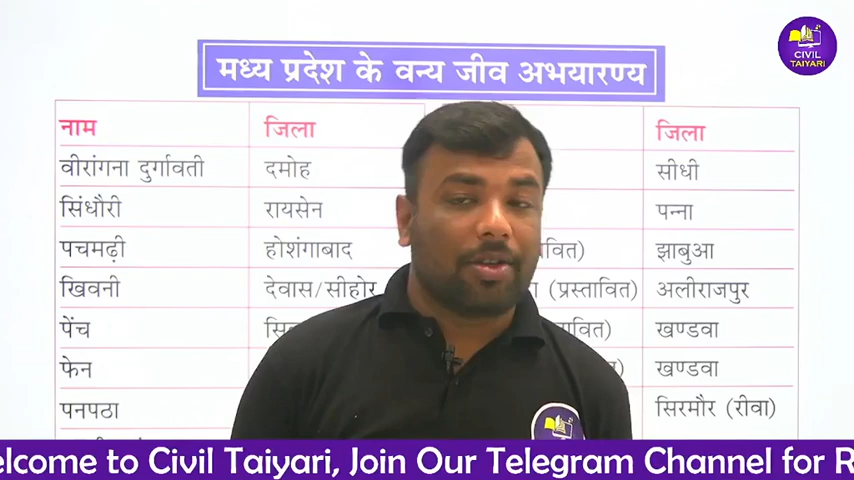 CIVIL
TAIYARI
मध्य प्रदेश के वन्य जीव अभयारण्य
नाम जिला जिला
वीरांगना दुर्गावती दमोह सीधी
सिंधौरी रायसेन पन्ना
पचमढ़ी होशंगाबाद झाबुआ
खिवनी देवास/सीहोर (प्रस्तावित) अलीराजपुर
पेंच खण्डवा
फेन खण्डवा
पनपठा सिरमौर (रीवा)
to Civil Taiyari, Join Our Telegram Channel for